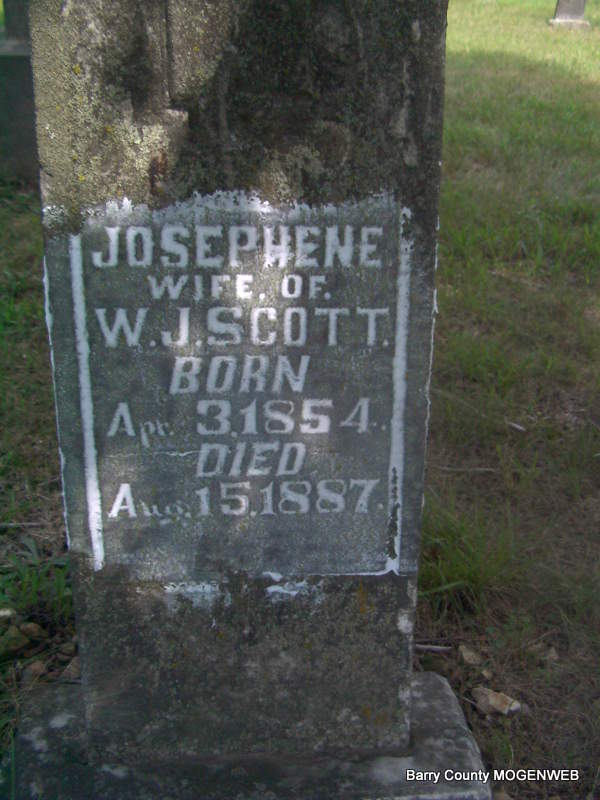 JOSEPHENE
WIFE. OF.
W.J.SCOTT.
BORN
Apr. 3,1854.
DIED
Aug.15,1887.
Barry County MOGENWEB